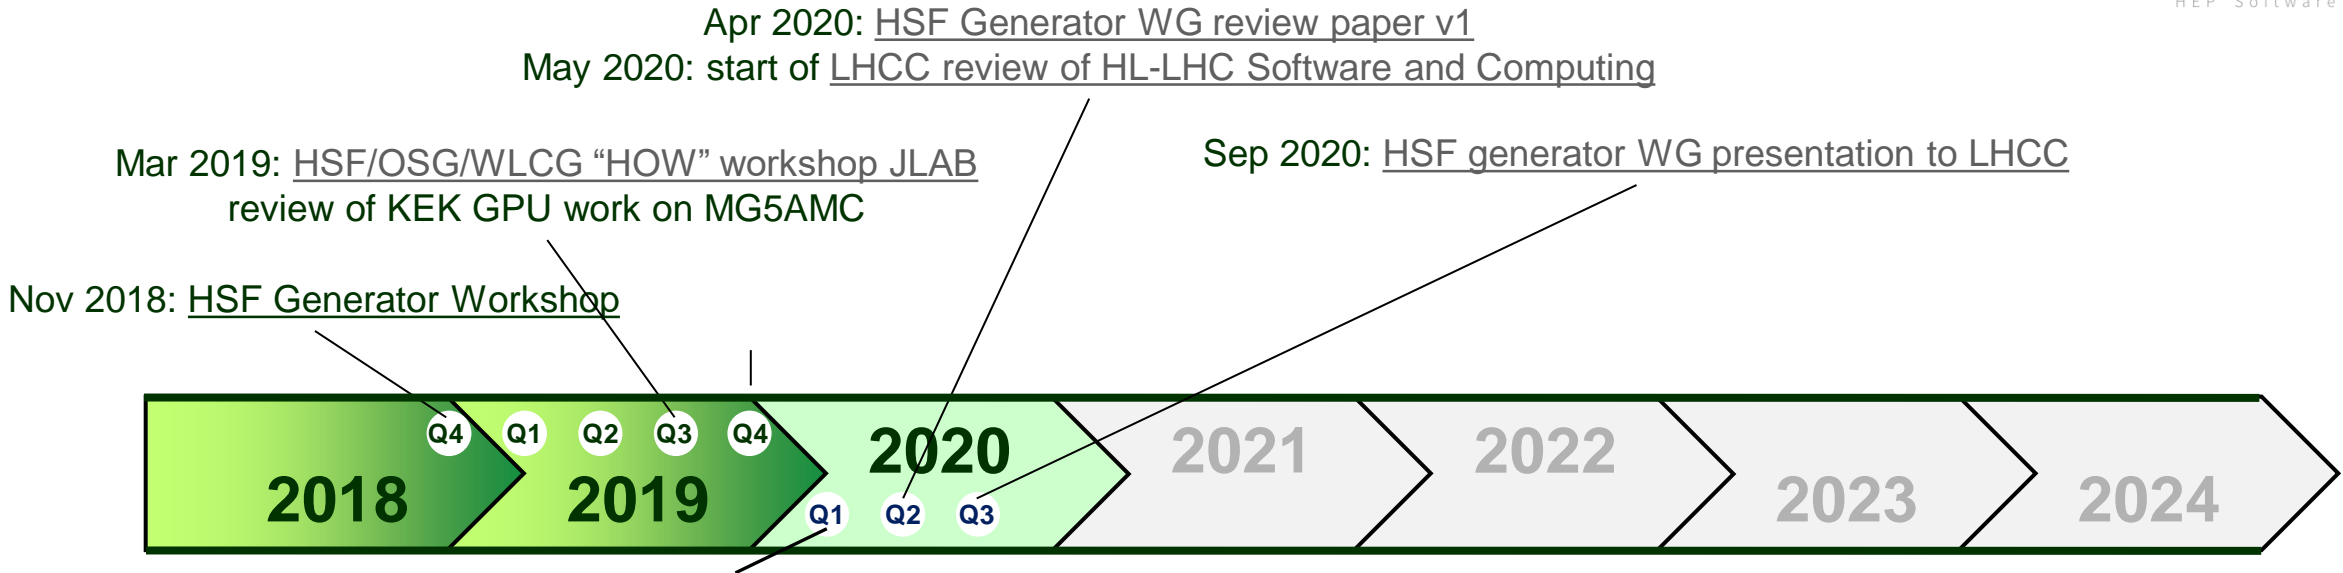 HEP Software
Apr 2020: HSF Generator WG review paper v1
May 2020: start of LHCC review of HL-LHC Software and Computing
Mar 2019: HSF/OSG/WLCG “HOW” workshop JLAB
review of KEK GPU work on MG5AMC
Sep 2020: HSF generator WG presentation to LHCC
Nov 2018: HSF Generator Workshop
Q4 Q1 Q2 Q3 Q4
2018 2019 2020 2021 2022 2023 2024
Q1 Q2 Q3